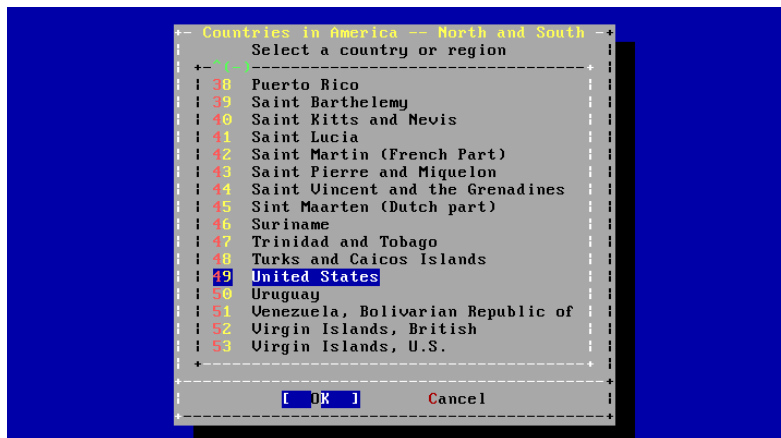 Countries in America -- North and South
Select a country or region
^(-)
38 Puerto Rico
39 Saint Barthelemy
40 Saint Kitts and Nevis
41 Saint Lucia
42 Saint Martin (French Part)
43 Saint Pierre and Miquelon
44 Saint Vincent and the Grenadines
45 Sint Maarten (Dutch part)
46 Suriname
47 Trinidad and Tobago
48 Turks and Caicos Islands
49 United States
50 Uruguay
51 Venezuela, Bolivarian Republic of
52 Virgin Islands, British
53 Virgin Islands, U.S.
[ OK ] Cancel